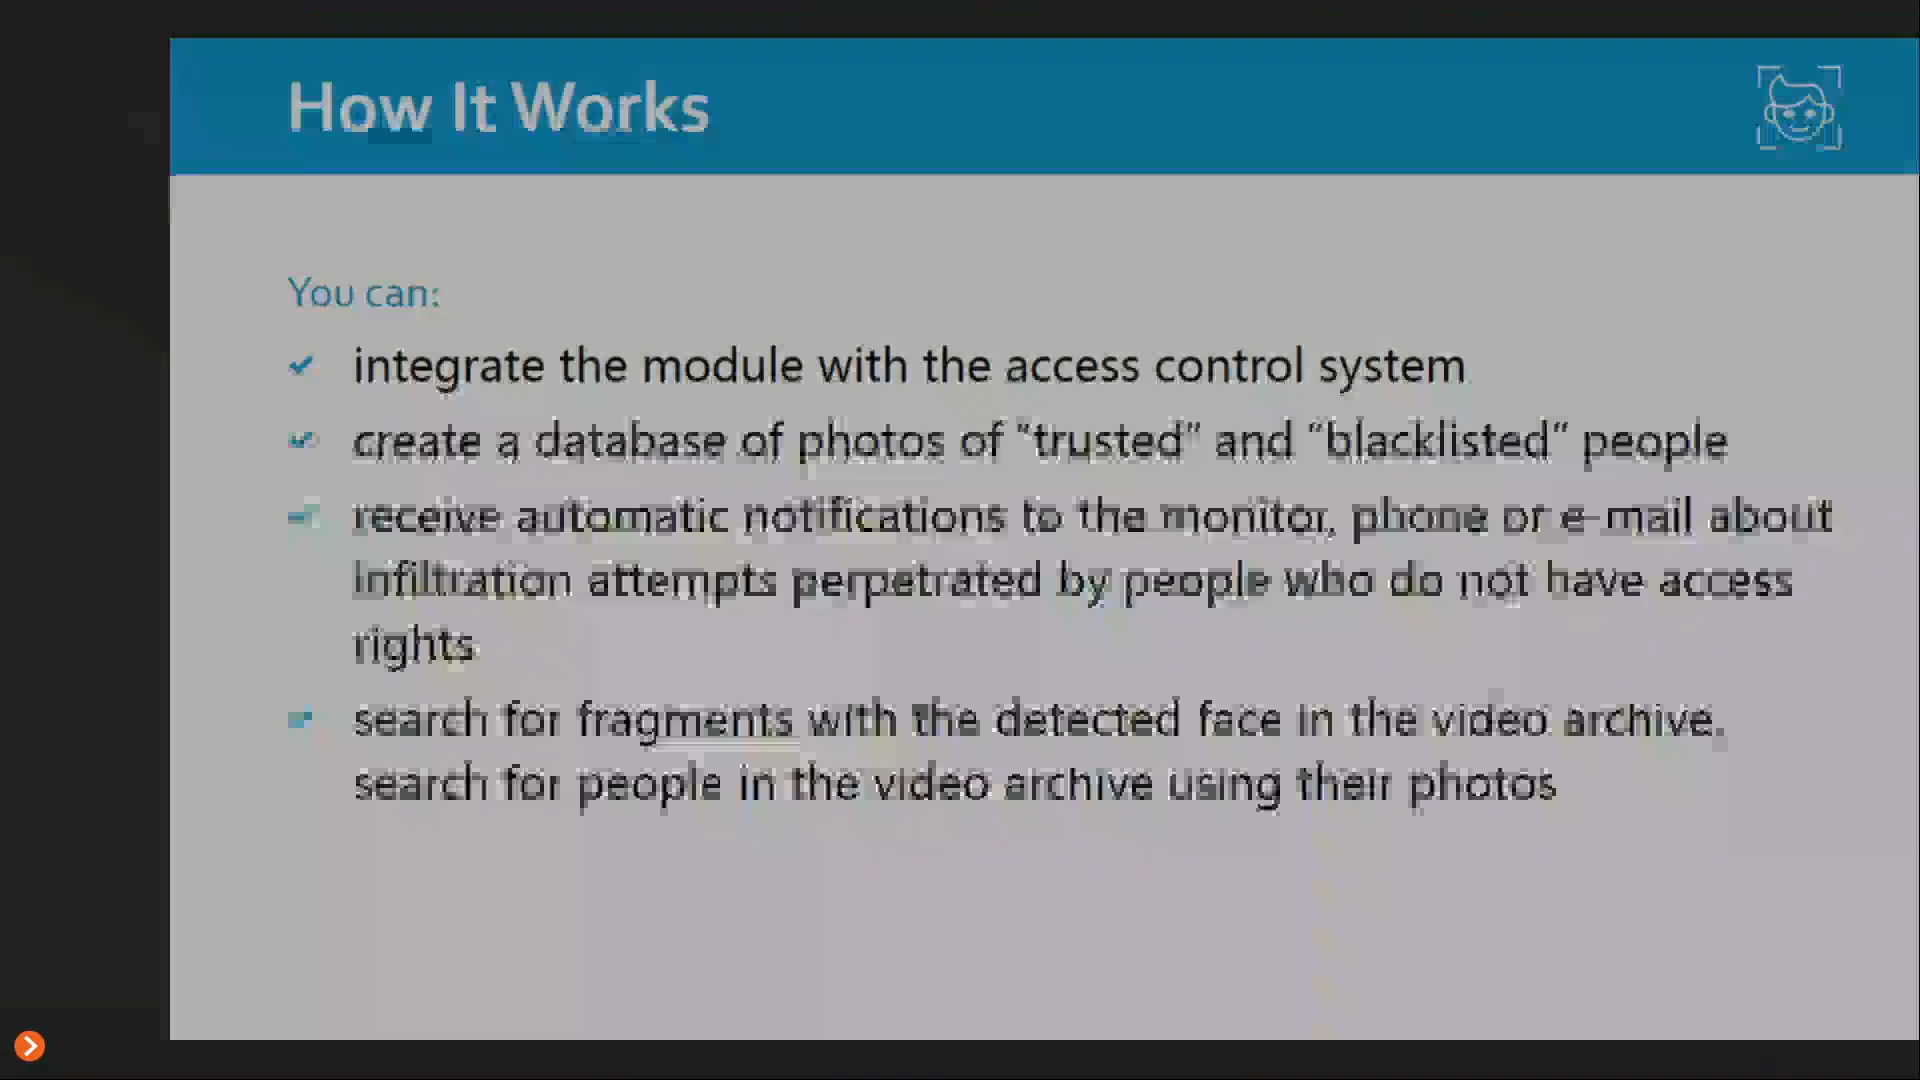 How It Works
You can:
integrate the module with the access control system
create a database of photos of "trusted" and "blacklisted" people
receive automatic notifications to the monitor, phone or e-mail about
infiltration attempts perpetrated by people who do not have access
rights
search for fragments with the detected face in the video archive,
search for people in the video archive using their photos